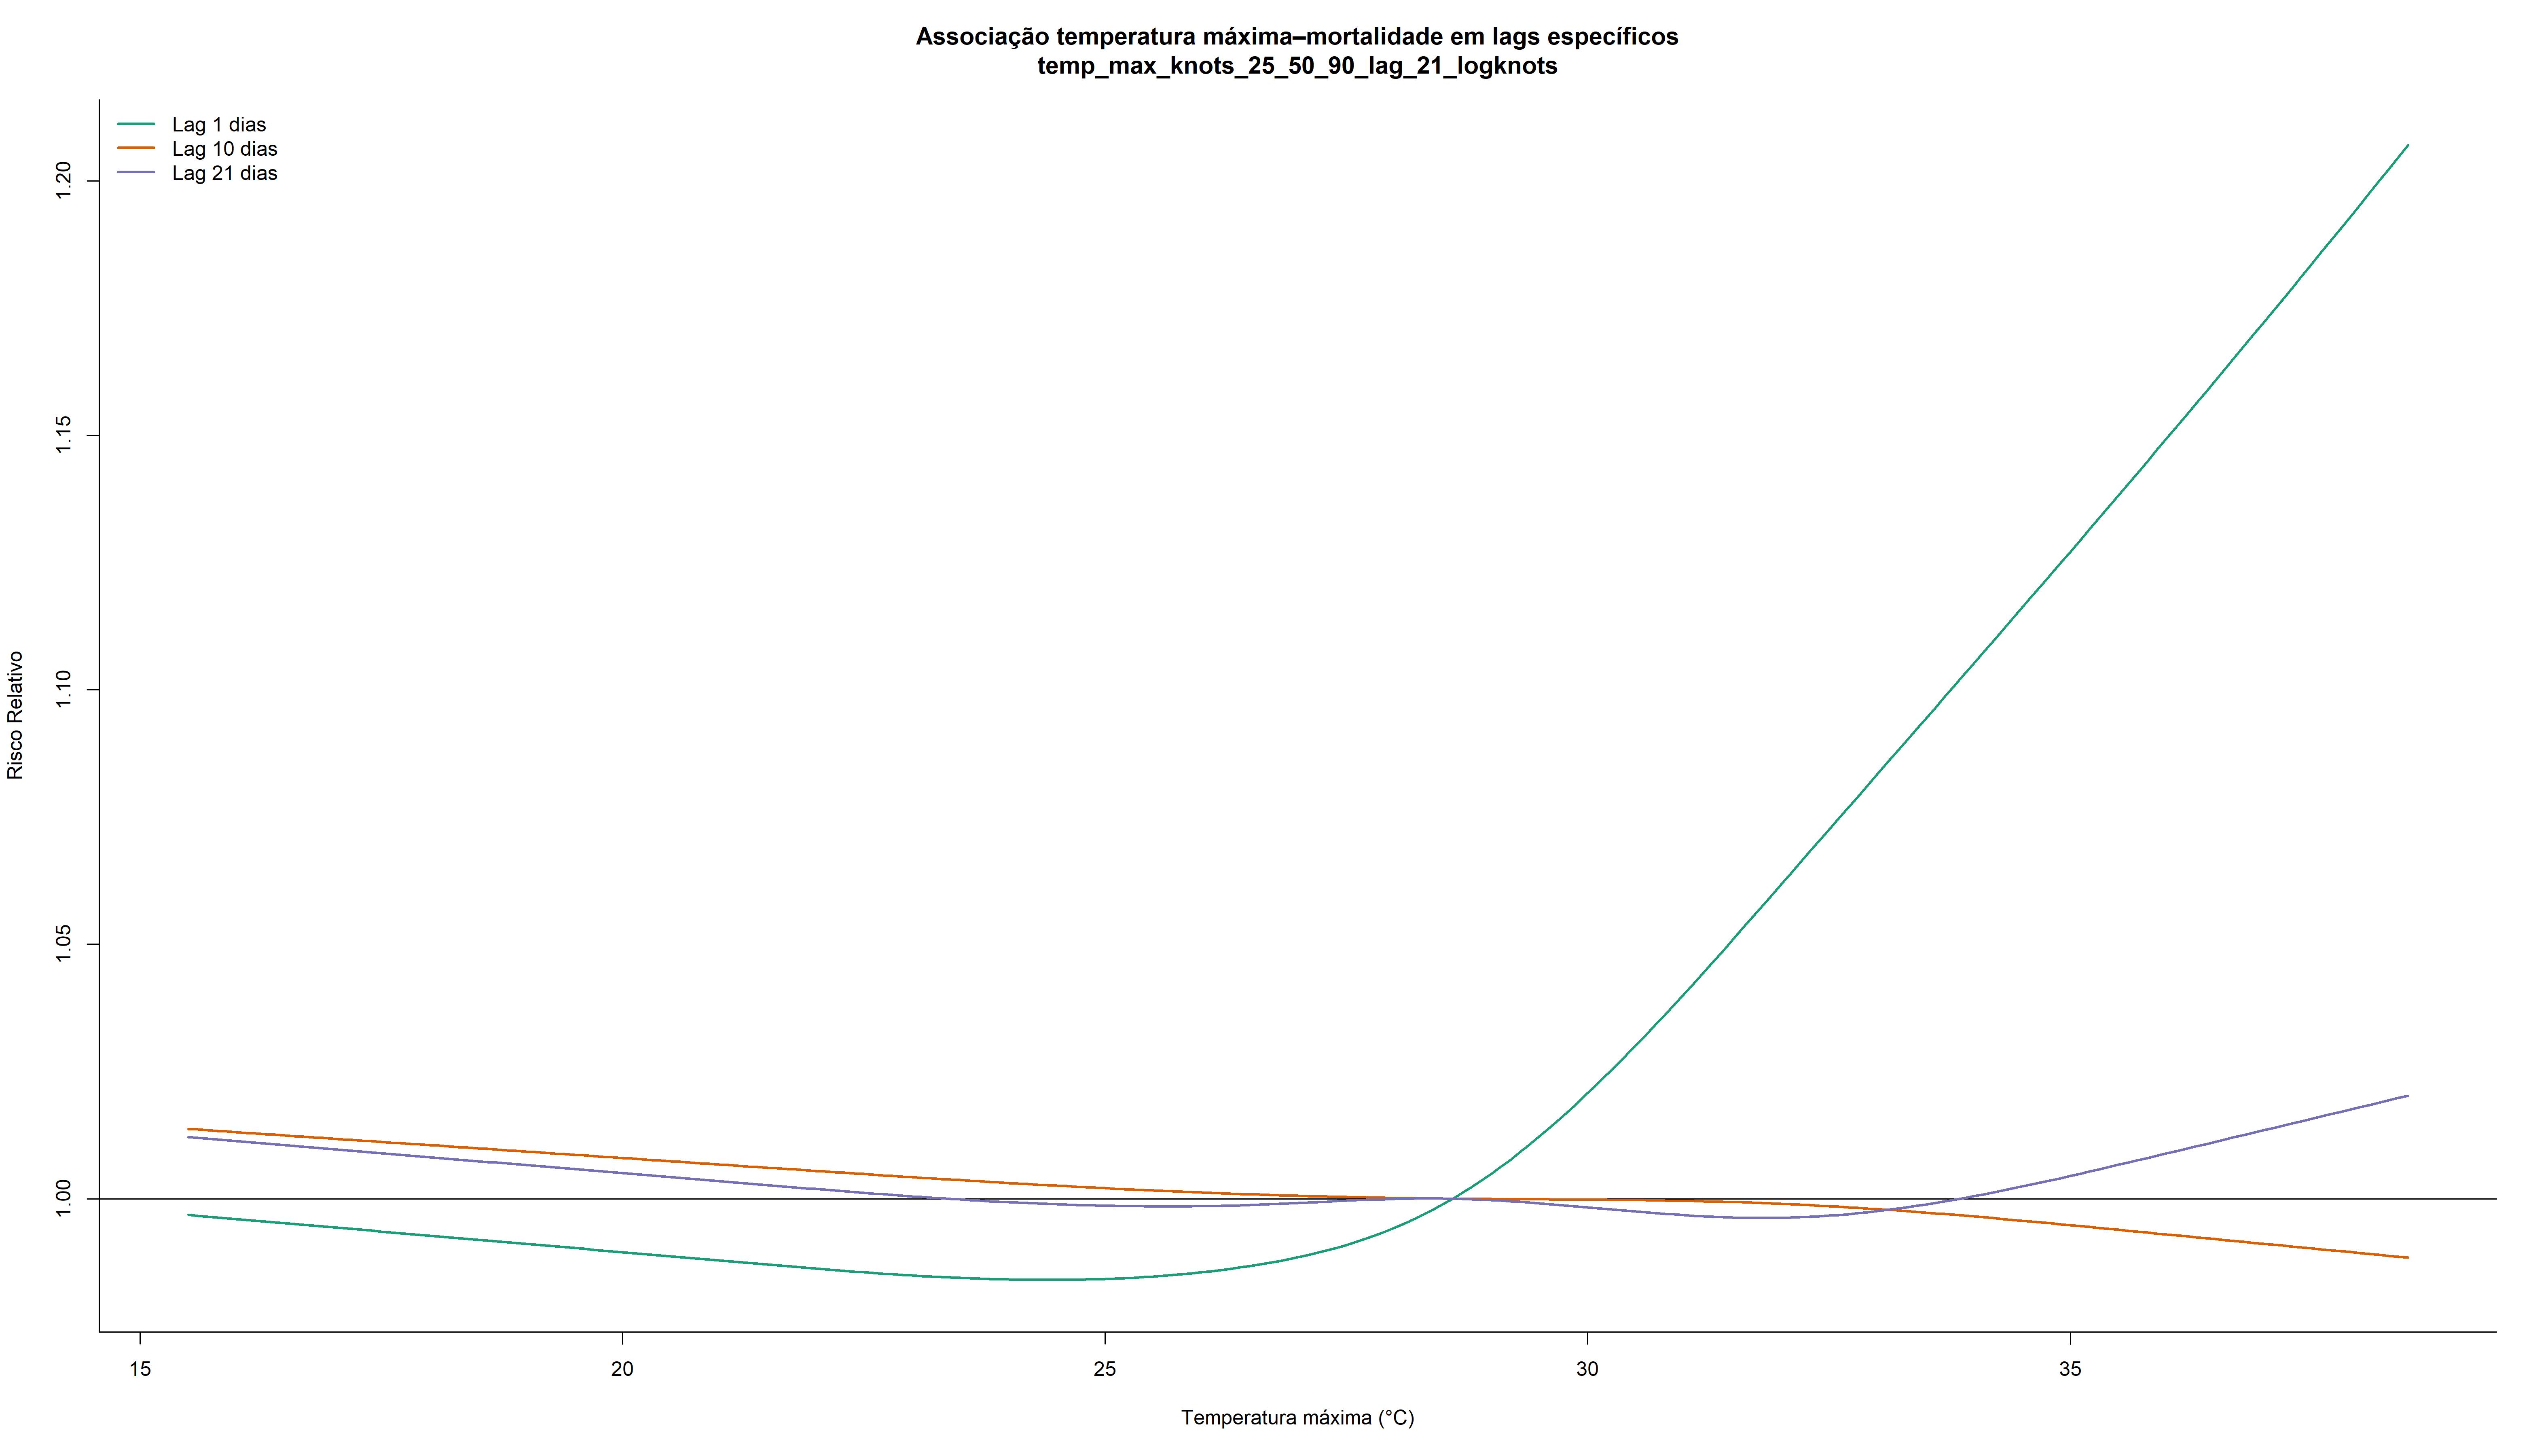 Associação temperatura máxima–mortalidade em lags específicos
temp_max_knots_25_50_90_lag_21_logknots
Lag 1 dias
Lag 10 dias
Lag 21 dias
1.20
1.15
1.10
1.05
1.00
Risco Relativo
15 20 25 30 35
Temperatura máxima (°C)